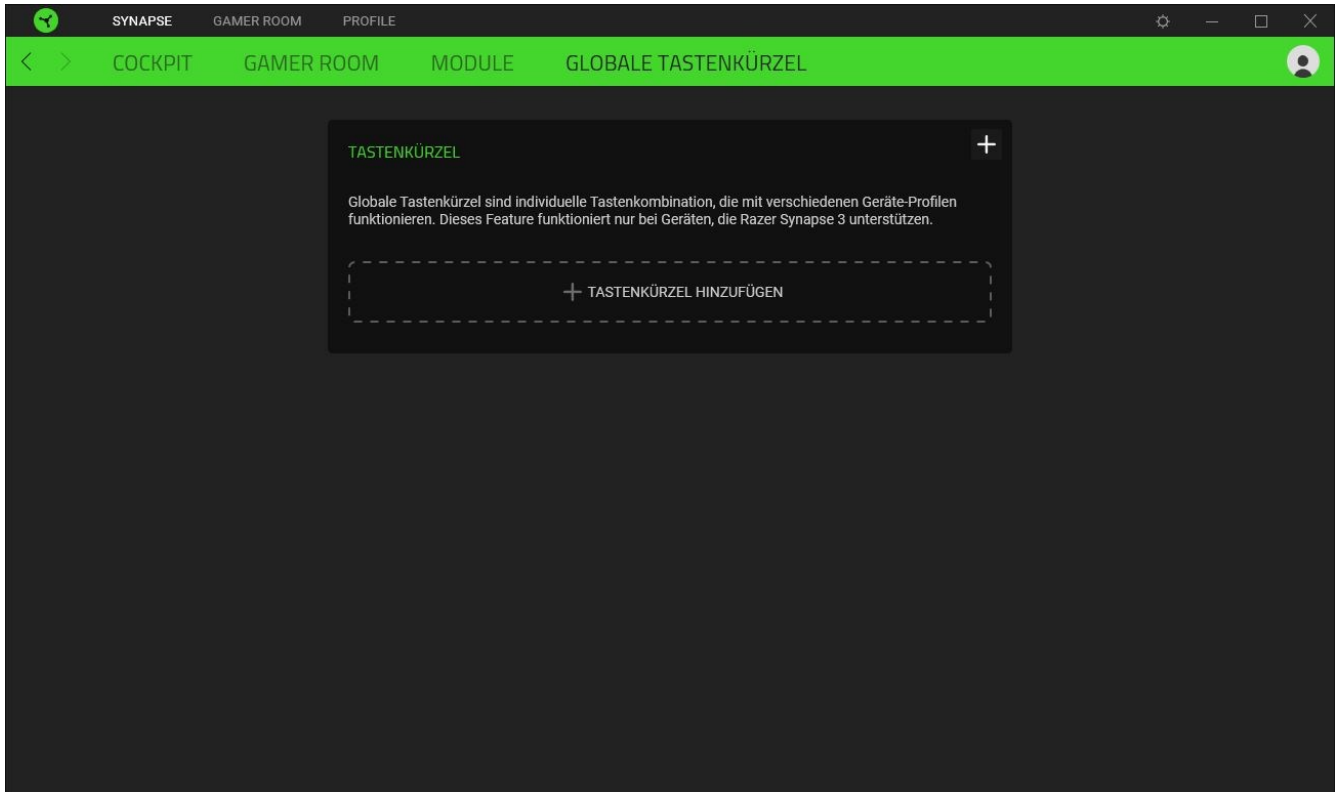 SYNAPSE GAMER ROOM PROFILE
COCKPIT GAMER ROOM MODULE GLOBALE TASTENKÜRZEL
TASTENKÜRZEL
Globale Tastenkürzel sind individuelle Tastenkombination, die mit verschiedenen Geräte-Profilen
funktionieren. Dieses Feature funktioniert nur bei Geräten, die Razer Synapse 3 unterstützen.
TASTENKÜRZEL HINZUFÜGEN